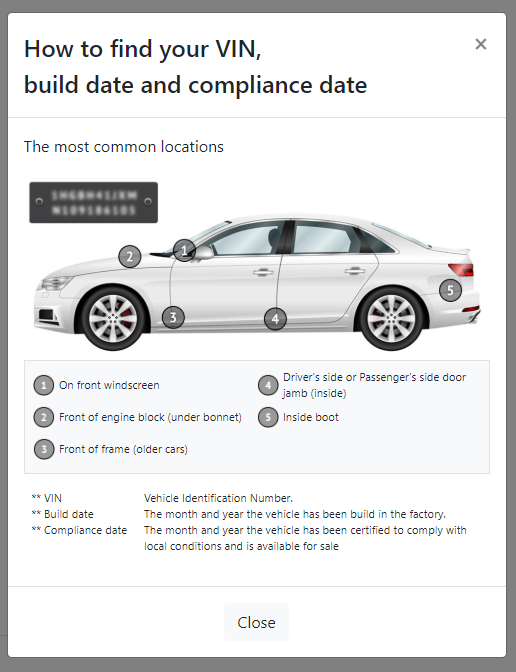 How to find your VIN,
build date and compliance date
×
The most common locations
1
2
3
4
5
1 On front windscreen
4 Driver's side or Passenger's side door
jamb (inside)
2 Front of engine block (under bonnet)
5 Inside boot
3 Front of frame (older cars)
** VIN Vehicle Identification Number.
** Build date The month and year the vehicle has been build in the factory.
** Compliance date The month and year the vehicle has been certified to comply with
local conditions and is available for sale
Close